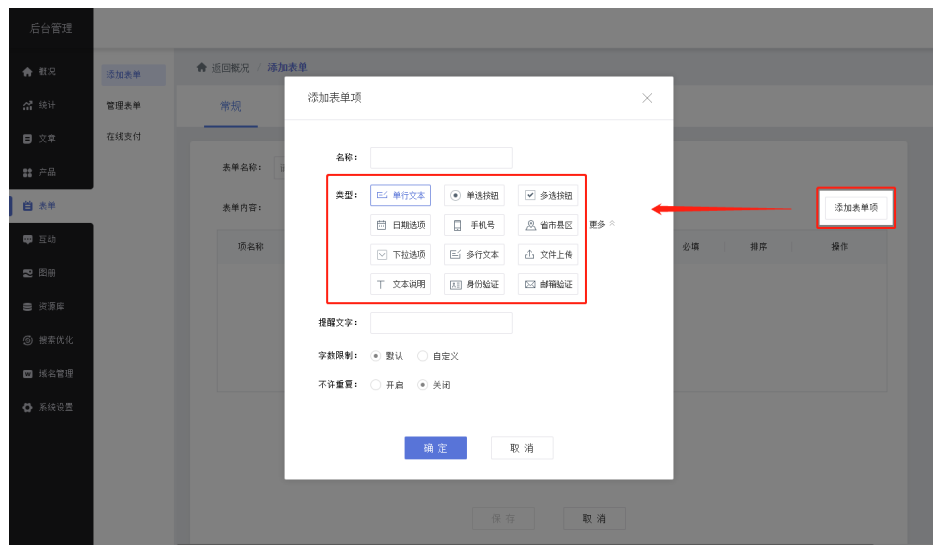 后台管理
概况
统计
文章
产品
表单
互动
图册
资源库
搜索优化
域名管理
系统设置
添加表单
管理表单
在线支付
返回概况 / 添加表单
常规
表单名称：
表单内容：
添加表单项
项名称 必填 排序 操作
添加表单项
名称：
类型： 单行文本 单选按钮 多选按钮
日期选项 手机号 省市县区 更多
下拉选项 多行文本 文件上传
文本说明 身份验证 邮箱验证
提醒文字：
字数限制： 默认 自定义
不许重复： 开启 关闭
确 定 取 消
保 存 取 消